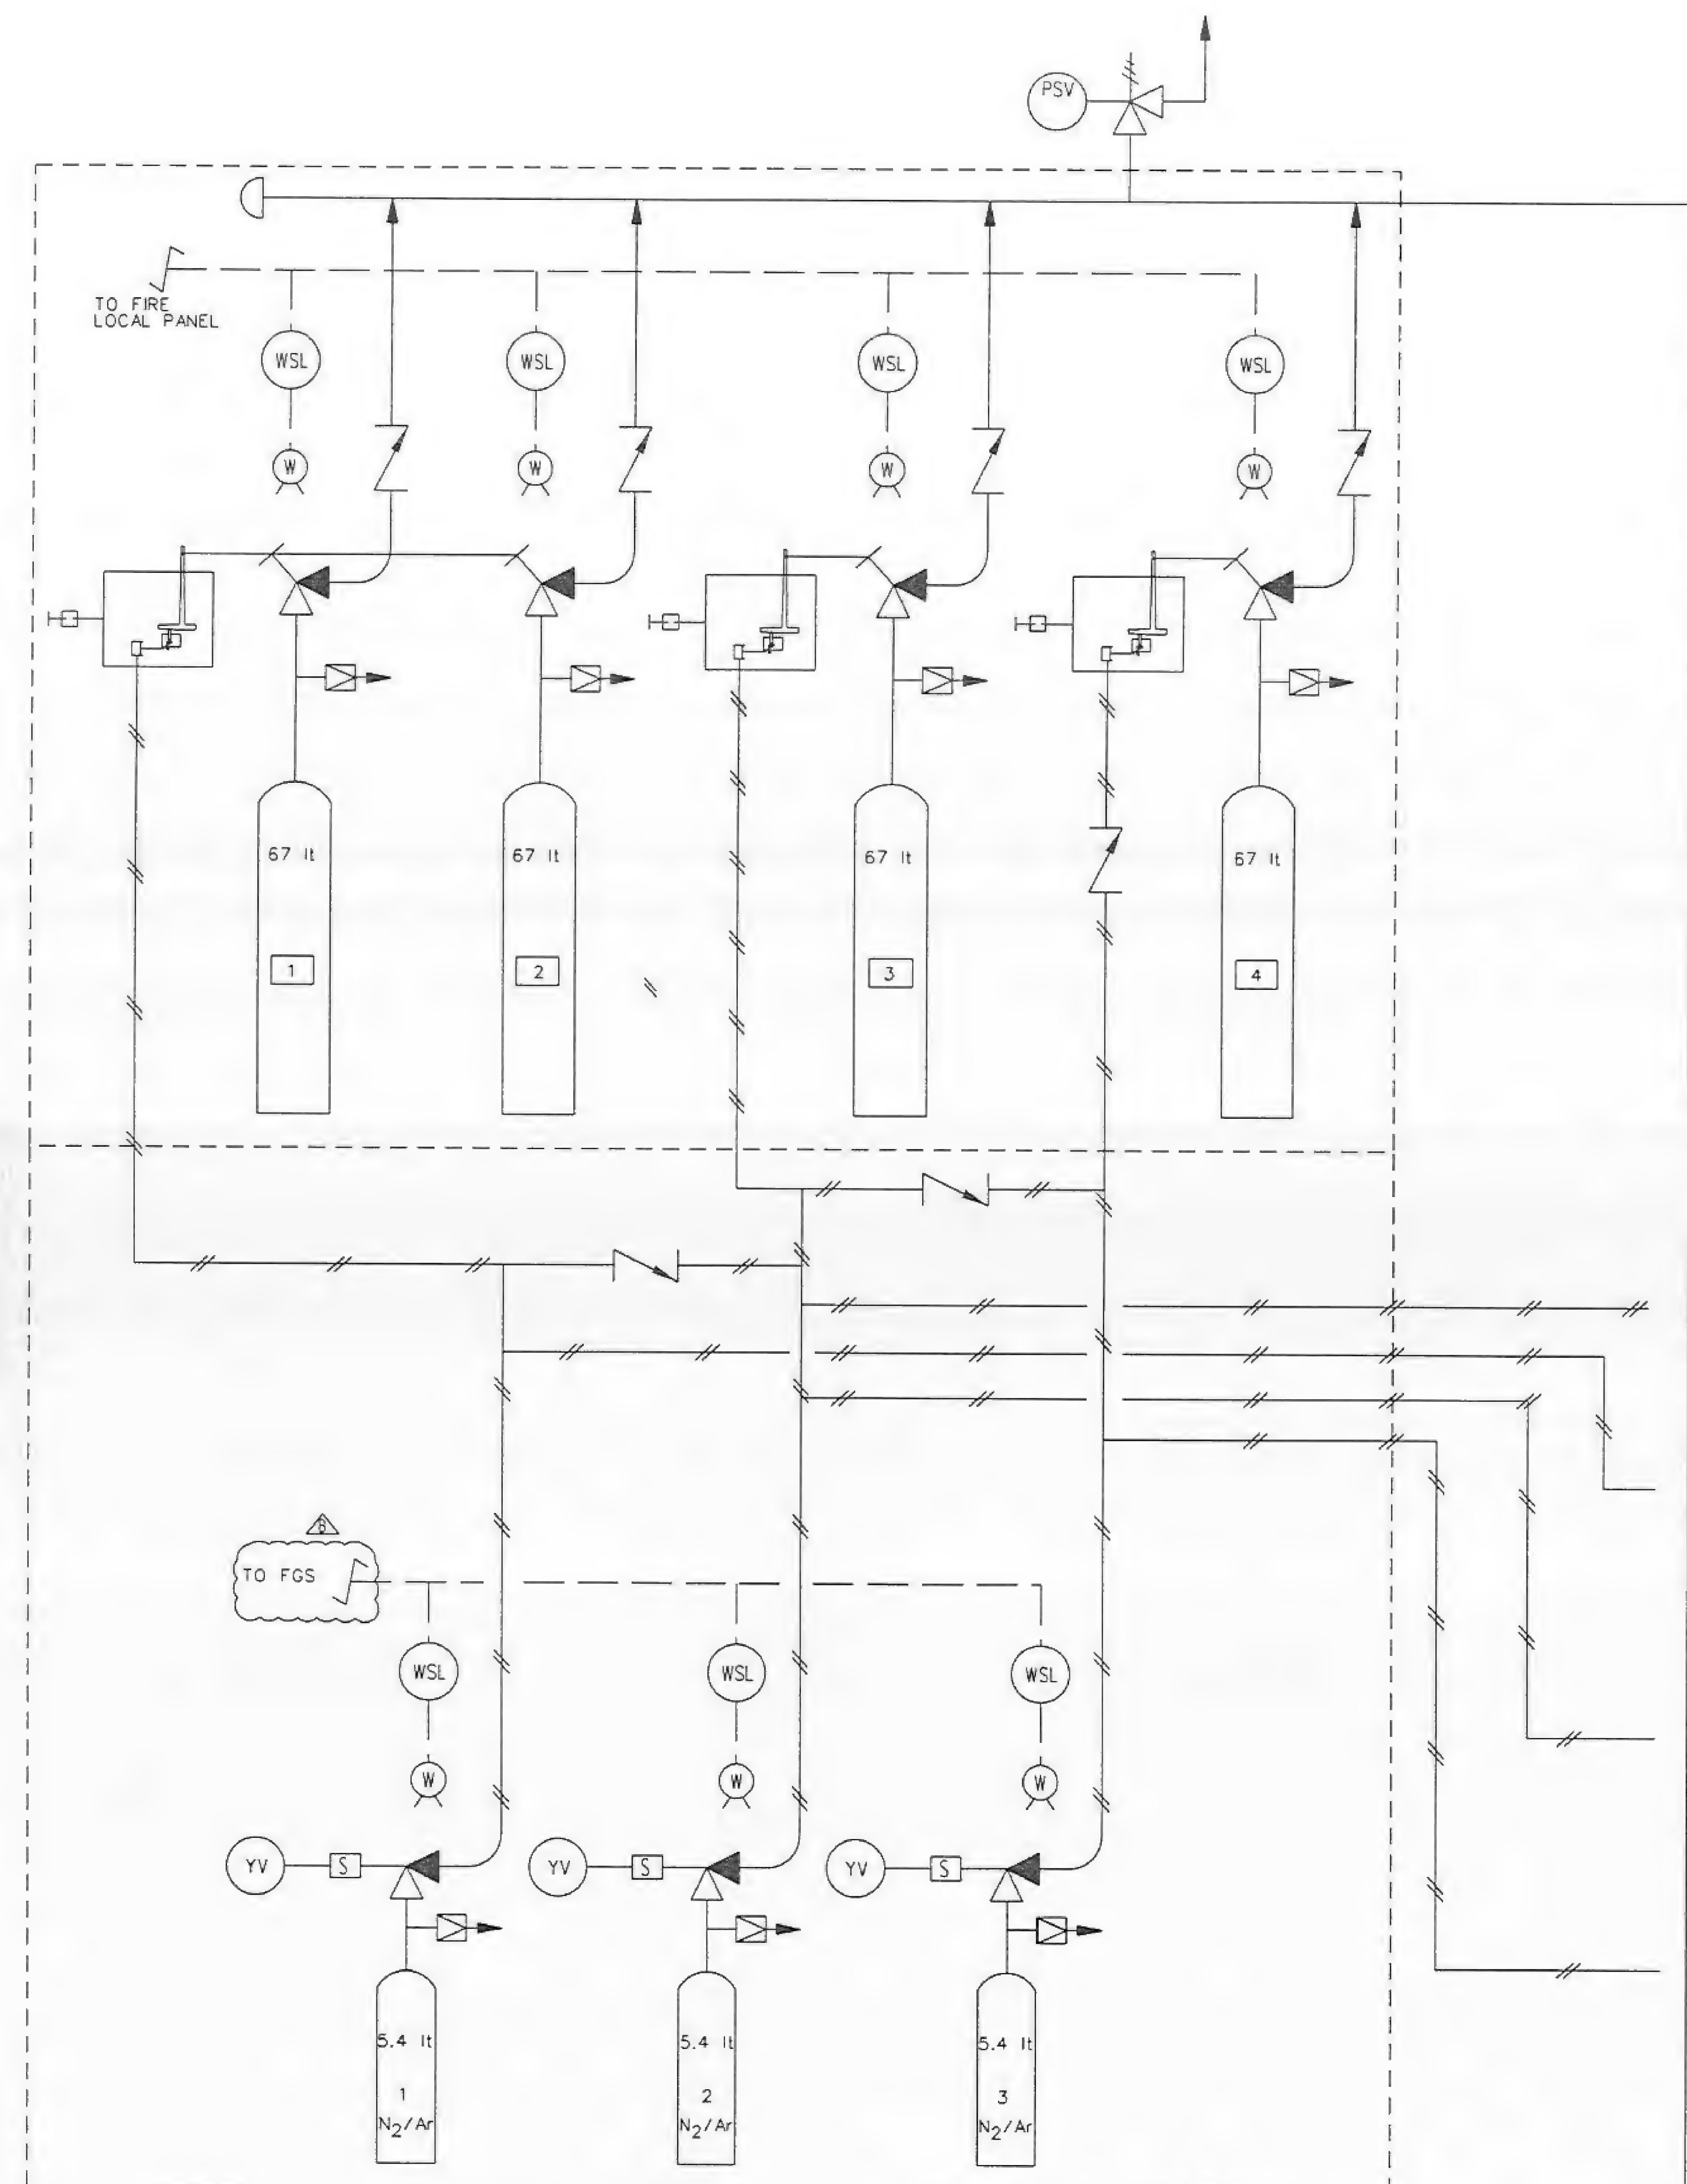 PSV
TO FIRE
LOCAL PANEL
WSL
WSL
WSL
WSL
W
W
W
W
67 lt
67 lt
67 lt
67 lt
1
2
3
4
B
TO FGS
WSL
WSL
WSL
W
W
W
YV
S
YV
S
YV
S
5.4 lt
1
N2/Ar
5.4 lt
2
N2/Ar
5.4 lt
3
N2/Ar